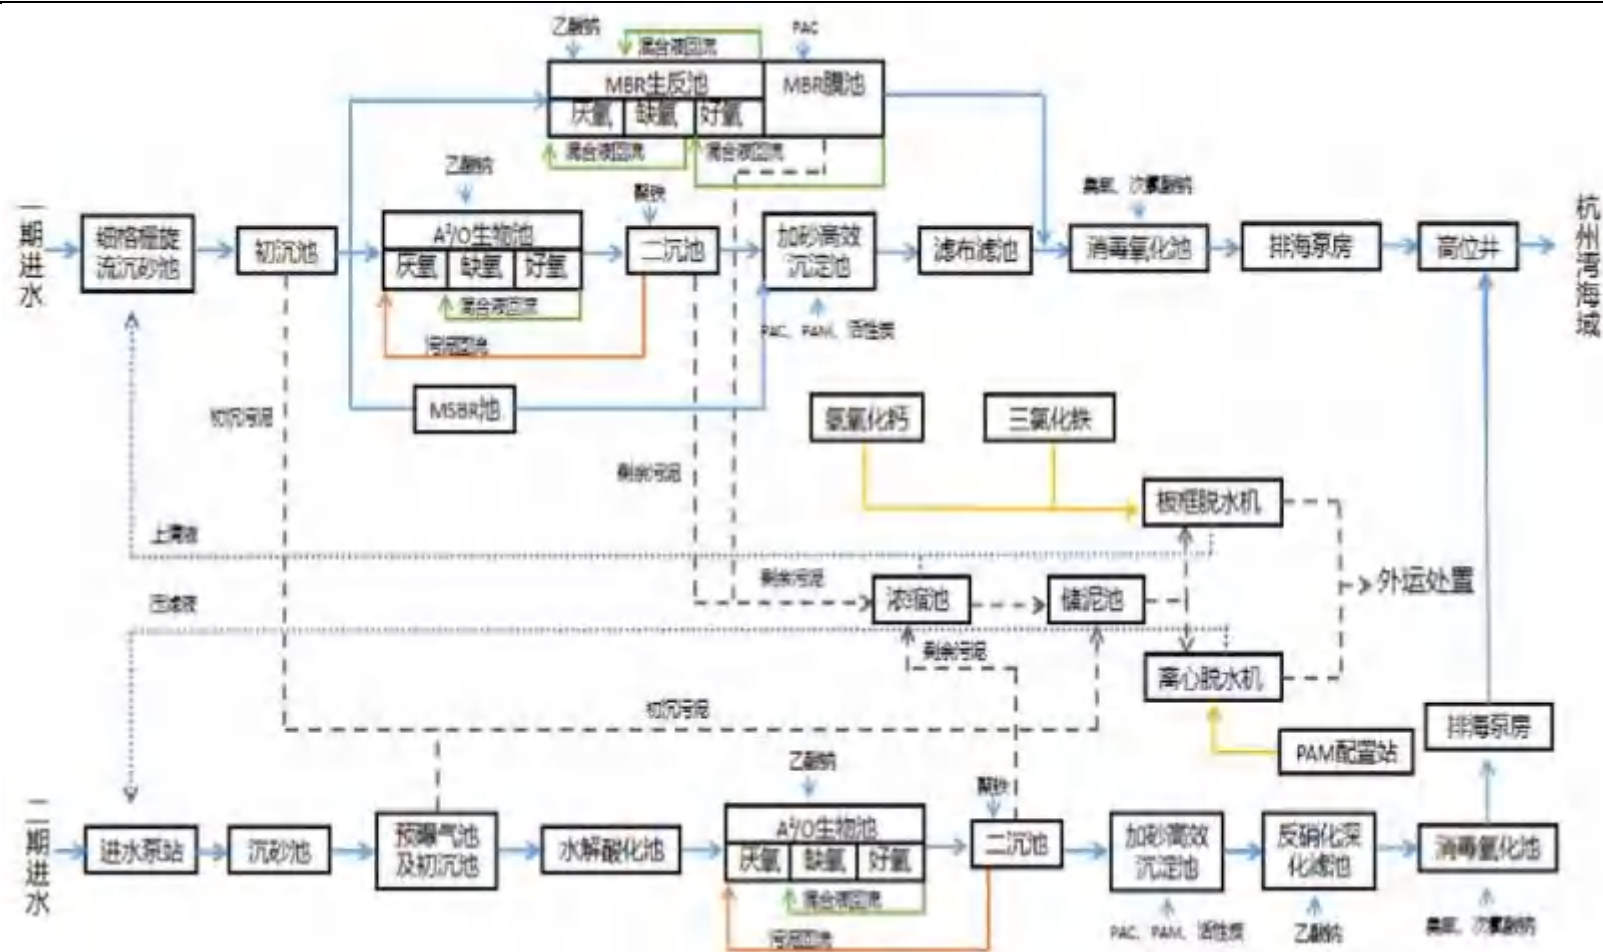 乙酸钠
混合液回流
PAC
MBR生反池
MBR膜池
厌氧
缺氧
好氧
混合液回流
混合液回流
乙酸钠
聚铁
臭氧、次氯酸钠
一期进水
细格栅旋
流沉砂池
初沉池
A²/O生物池
厌氧
缺氧
好氧
混合液回流
污泥回流
二沉池
加砂高效
沉淀池
PAC、PAM、活性炭
滤布滤池
消毒氧化池
排海泵房
高位井
杭州湾海域
MSBR池
初沉污泥
剩余污泥
氢氧化钙
三氯化铁
板框脱水机
上清液
压滤液
剩余污泥
浓缩池
储泥池
外运处置
剩余污泥
离心脱水机
初沉污泥
PAM配置站
排海泵房
乙酸钠
聚铁
二期进水
进水泵站
沉砂池
预曝气池
及初沉池
水解酸化池
A²/O生物池
厌氧
缺氧
好氧
混合液回流
污泥回流
二沉池
加砂高效
沉淀池
反硝化深
化滤池
消毒氧化池
PAC、PAM、活性炭
乙酸钠
臭氧、次氯酸钠